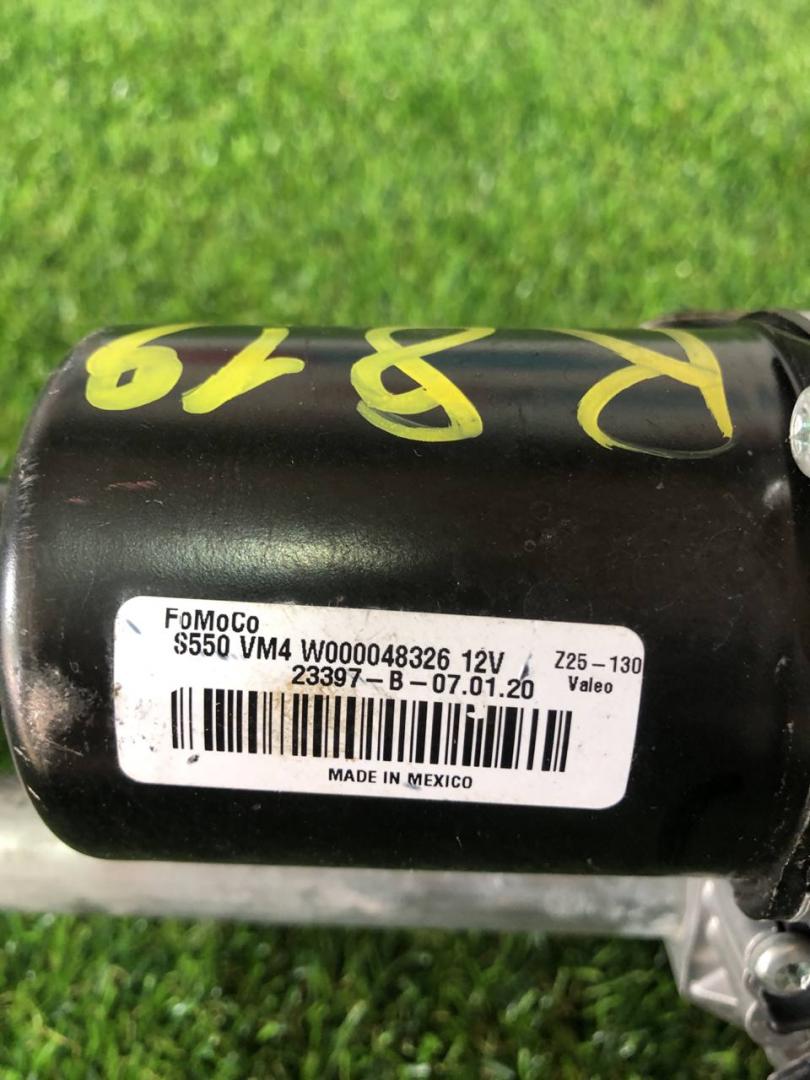 R819
FoMoCo
S550 VM4 W000048326 12V
Z25-130
23397-B-07.01.20
Valeo
MADE IN MEXICO